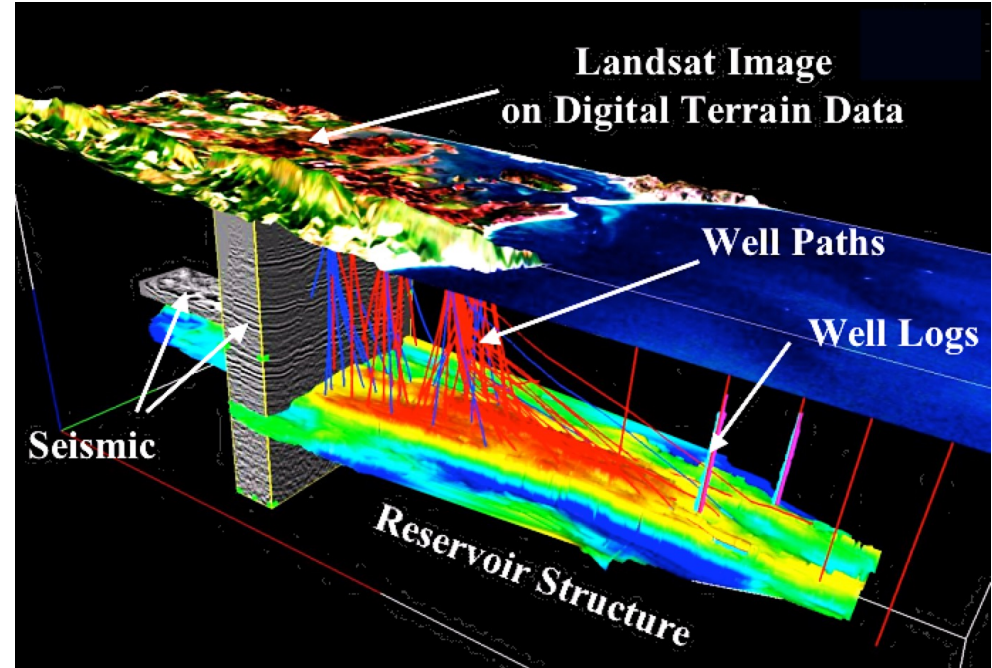 Landsat Image
on Digital Terrain Data
Well Paths
Well Logs
Seismic
Reservoir Structure